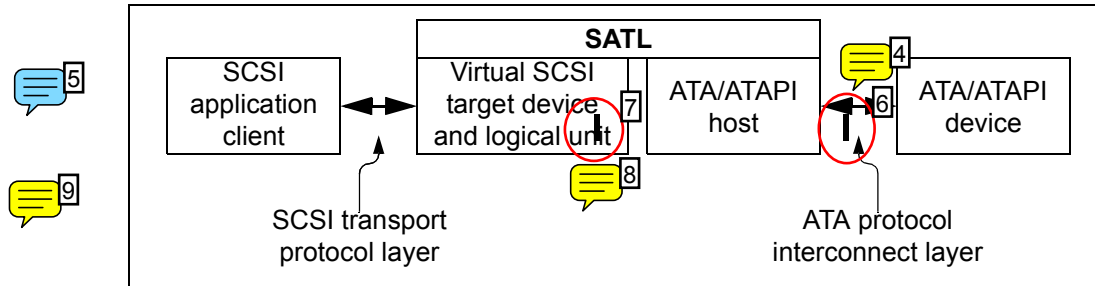 SATL
SCSI
application
client
Virtual SCSI
target device
and logical unit
ATA/ATAPI
host
ATA/ATAPI
device
4
5
6
7
8
9
SCSI transport
protocol layer
ATA protocol
interconnect layer